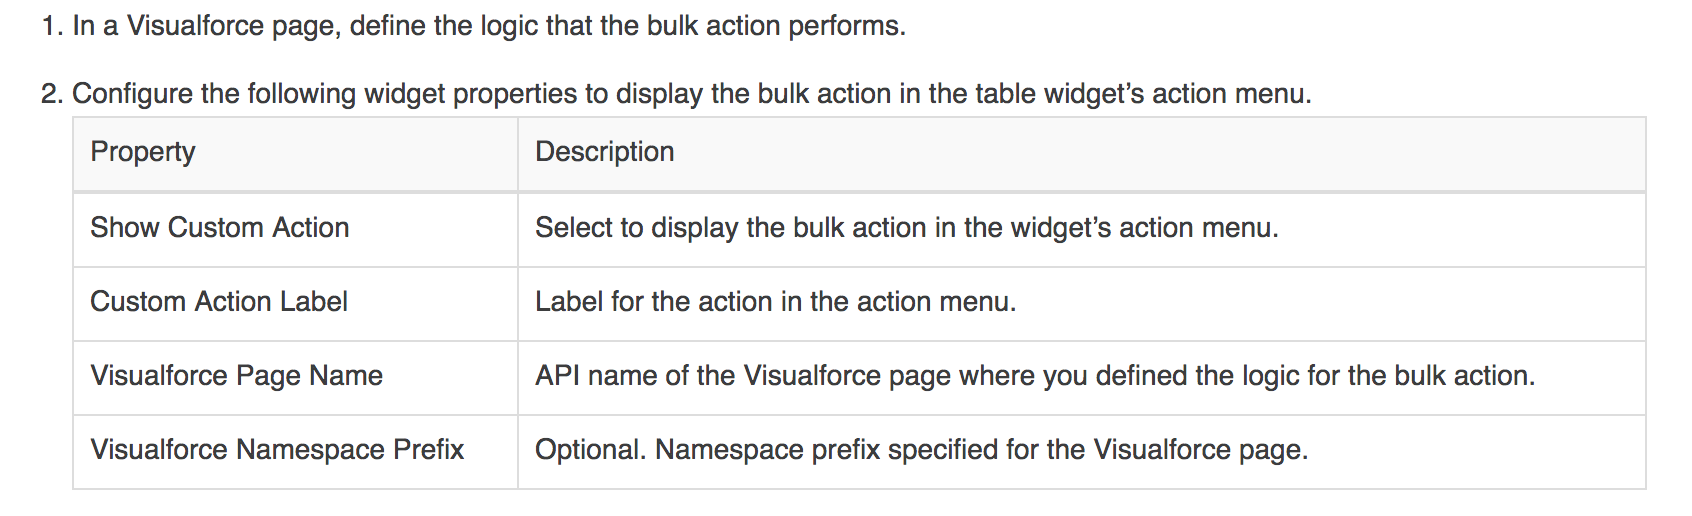 1. In a Visualforce page, define the logic that the bulk action performs.
2. Configure the following widget properties to display the bulk action in the table widget’s action menu.
Property Description
Show Custom Action Select to display the bulk action in the widget’s action menu.
Custom Action Label Label for the action in the action menu.
Visualforce Page Name API name of the Visualforce page where you defined the logic for the bulk action.
Visualforce Namespace Prefix Optional. Namespace prefix specified for the Visualforce page.